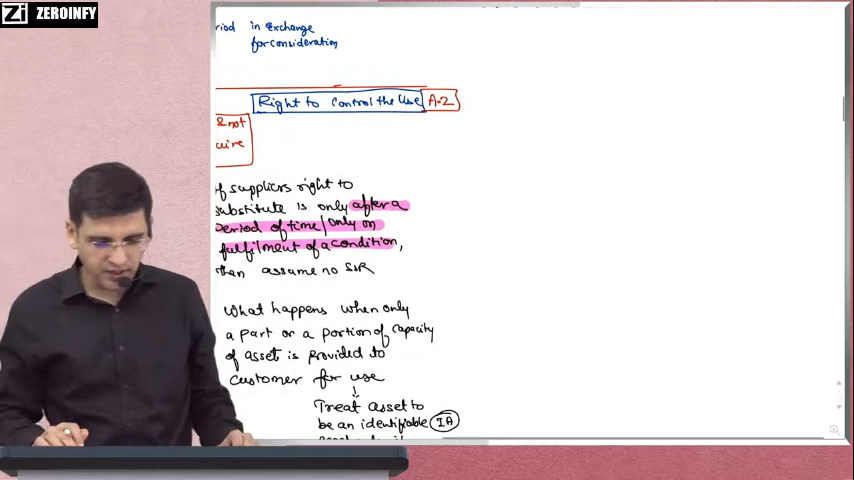 Zi ZEROINFY
riod in exchange
for consideration
Right to control the Use A-2
& not
uire
if suppliers right to
substitute is only after a
period of time/only on
fulfilment of a condition,
then assume no SSR
What happens when only
a part or a portion of capacity
of asset is provided to
customer for use
Treat asset to
be an identifiable IA